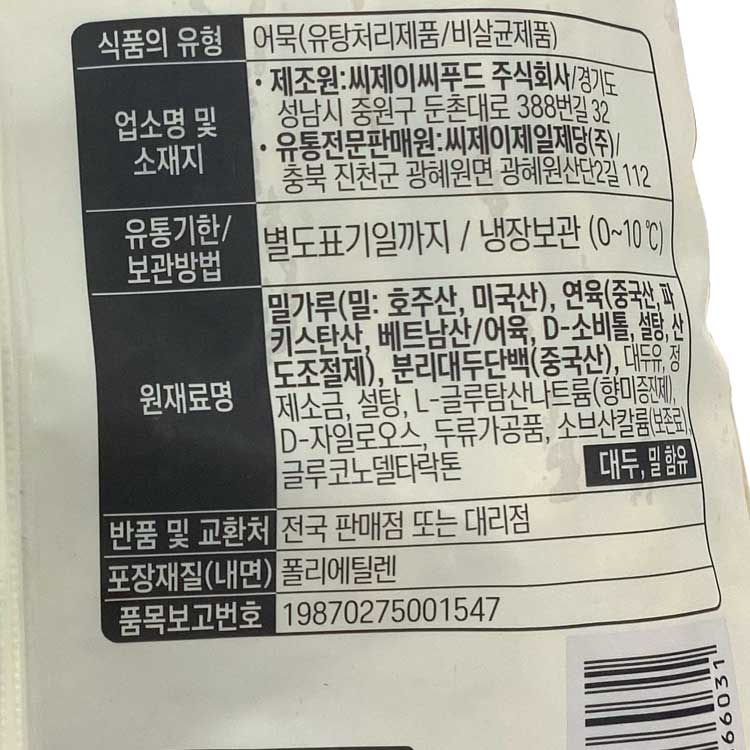 식품의 유형 어묵(유탕처리제품/비살균제품)
업소명 및 소재지
• 제조원:씨제이씨푸드 주식회사/경기도
성남시 중원구 둔촌대로 388번길 32
• 유통전문판매원:씨제이제일제당(주)/
충북 진천군 광혜원면 광혜원산단2길 112
유통기한/
보관방법
별도표기일까지 / 냉장보관 (0~10℃)
원재료명
밀가루(밀: 호주산, 미국산), 연육(중국산, 파
키스탄산, 베트남산/어육, D-소비톨, 설탕, 산
도조절제), 분리대두단백(중국산), 대두유, 정
제소금, 설탕, L-글루탐산나트륨(향미증진제),
D-자일로오스, 두류가공품, 소브산칼륨(보존료),
글루코노델타락톤
대두, 밀 함유
반품 및 교환처 전국 판매점 또는 대리점
포장재질(내면) 폴리에틸렌
품목보고번호 19870275001547
66031